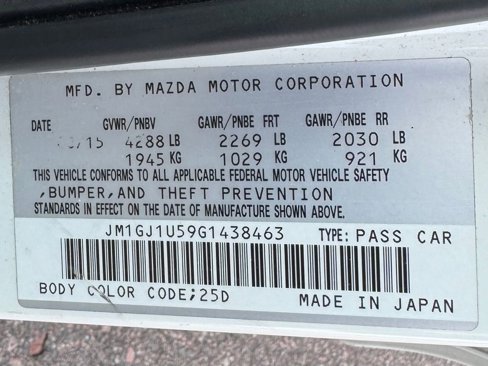 MFD. BY MAZDA MOTOR CORPORATION
DATE GVWR/PNBV GAWR/PNBE FRT GAWR/PNBE RR
/15 4288 LB 2269 LB 2030 LB
1945 KG 1029 KG 921 KG
THIS VEHICLE CONFORMS TO ALL APPLICABLE FEDERAL MOTOR VEHICLE SAFETY
,BUMPER,AND THEFT PREVENTION
STANDARDS IN EFFECT ON THE DATE OF MANUFACTURE SHOWN ABOVE.
JM1GJ1U59G1438463 TYPE: PASS CAR
BODY COLOR CODE;25D MADE IN JAPAN